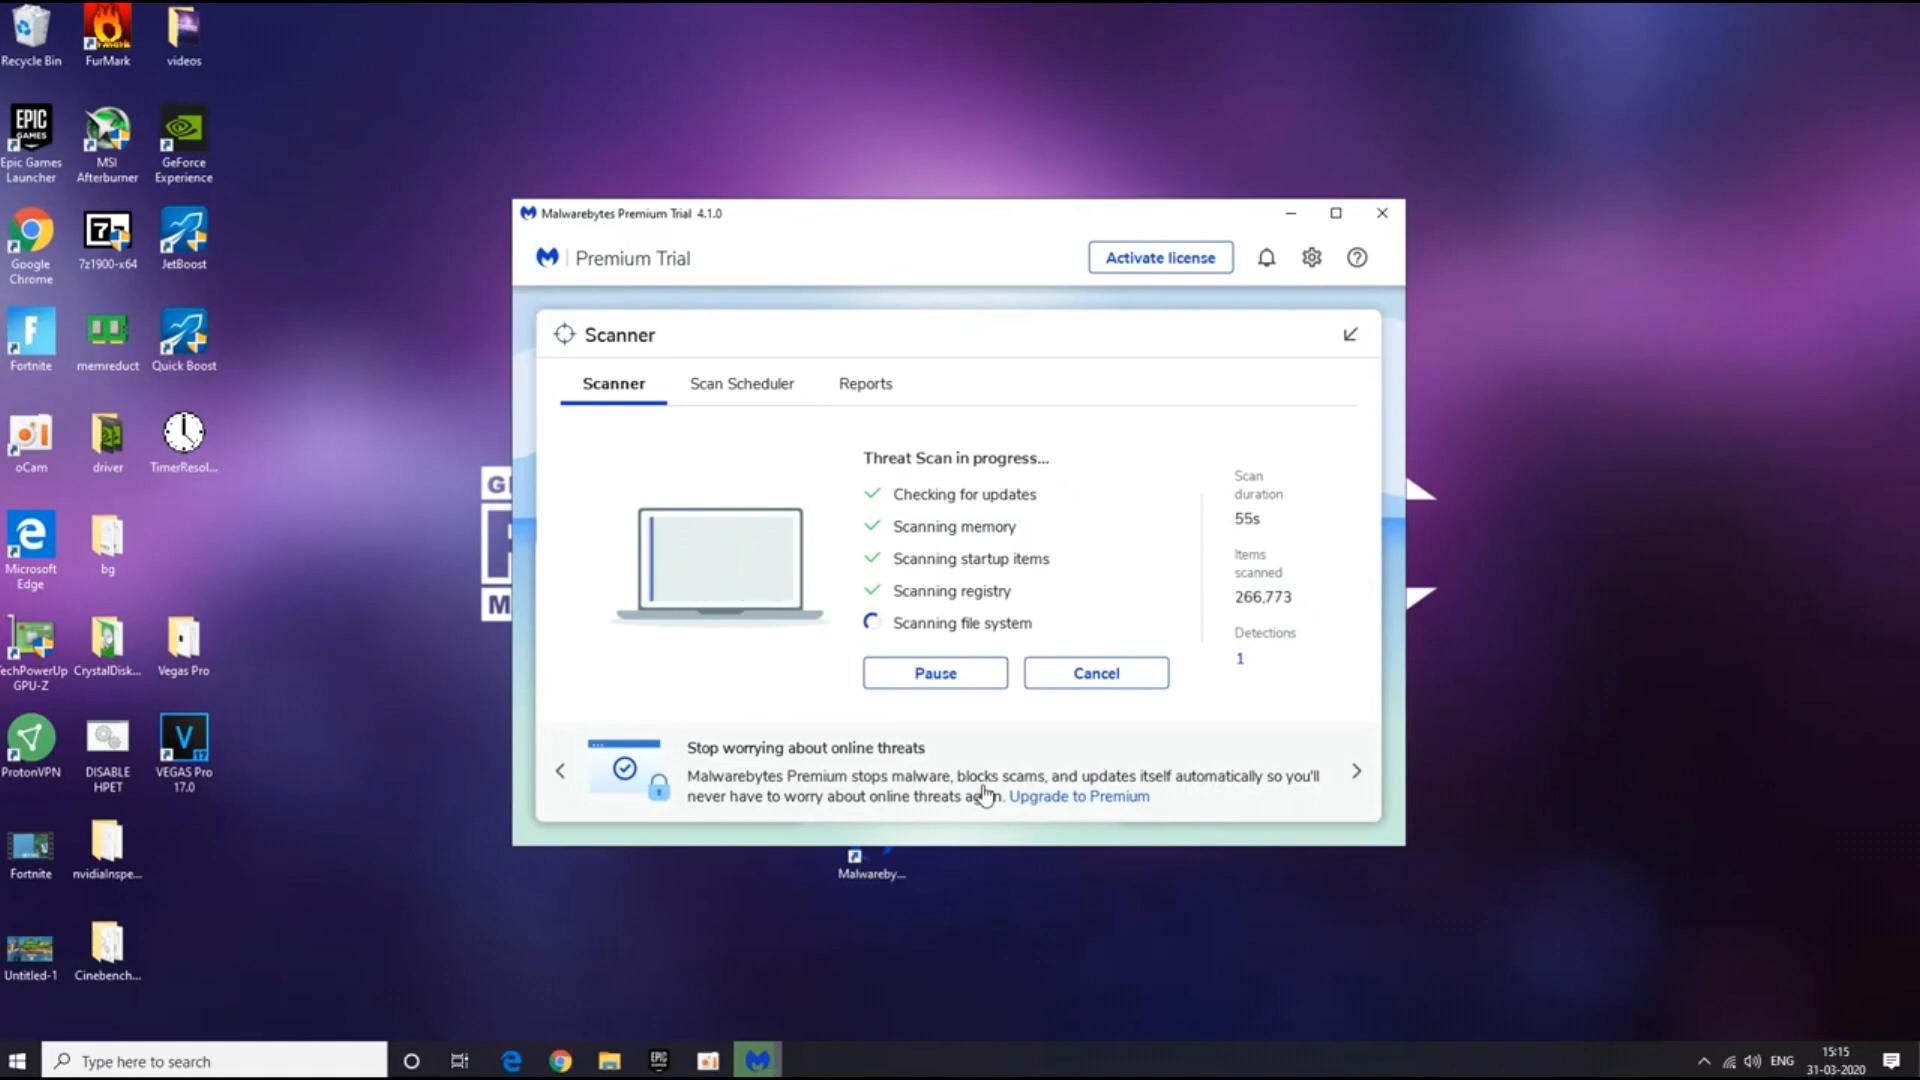 Recycle Bin
FurMark
videos
EPIC
GAMES
Epic Games
Launcher
MSI
Afterburner
GeForce
Experience
Google
Chrome
7z1900-x64
JetBoost
Fortnite
memreduct
Quick Boost
oCam
driver
TimerResol...
Microsoft
Edge
bg
TechPowerUp
GPU-Z
CrystalDisk...
Vegas Pro
ProtonVPN
DISABLE
HPET
VEGAS Pro
17.0
Fortnite
nvidiaInspe...
Untitled-1
Cinebench...
Malwarebytes Premium Trial 4.1.0
Premium Trial
Activate license
Scanner
Scanner
Scan Scheduler
Reports
Threat Scan in progress...
Checking for updates
Scanning memory
Scanning startup items
Scanning registry
Scanning file system
Pause
Cancel
Scan
duration
55s
Items
scanned
266,773
Detections
1
Stop worrying about online threats
Malwarebytes Premium stops malware, blocks scams, and updates itself automatically so you'll
never have to worry about online threats again. Upgrade to Premium
Malwareby...
Type here to search
ENG
15:15
31-03-2020